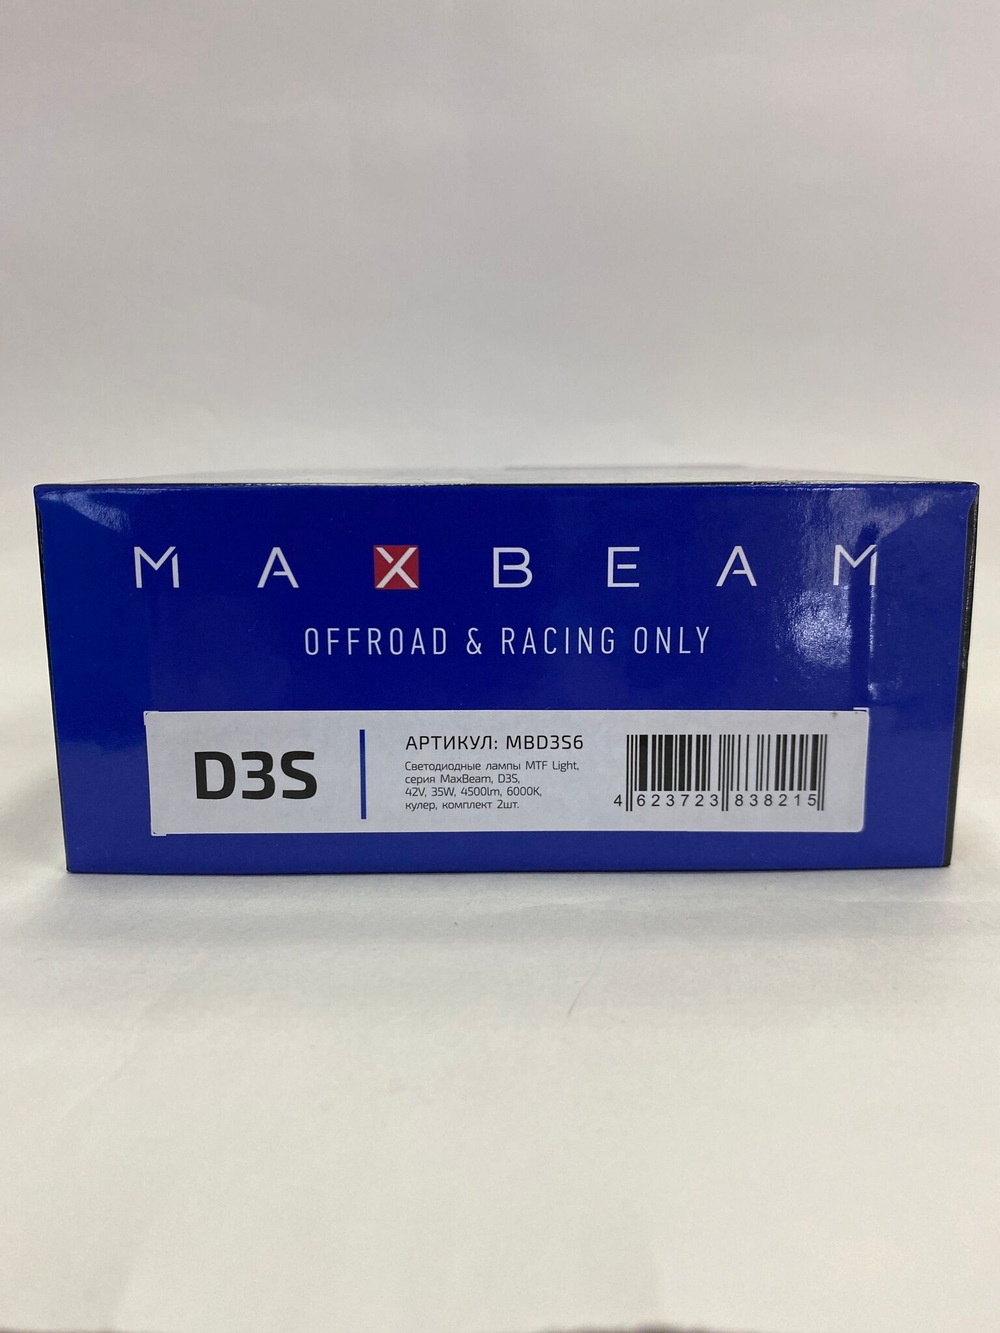 MAXBEAM
OFFROAD & RACING ONLY
D3S
АРТИКУЛ: MBD3S6
Светодиодные лампы MTF Light,
серия MaxBeam, D3S,
42V, 35W, 4500lm, 6000K,
кулер, комплект 2шт.
4 623723 838215